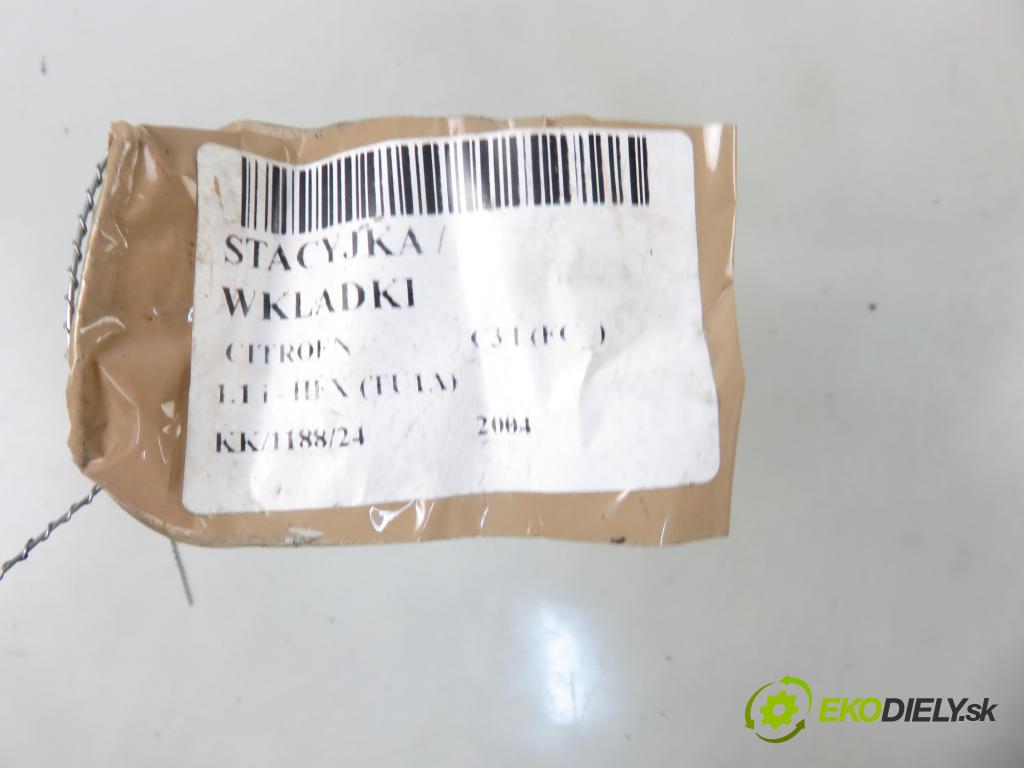 STACYJKA /
WKLADKI
CITROEN C3 I (FC_)
1.1 i - HFX (TU1A)
KK/1188/24 2004
EKODIELY.sk